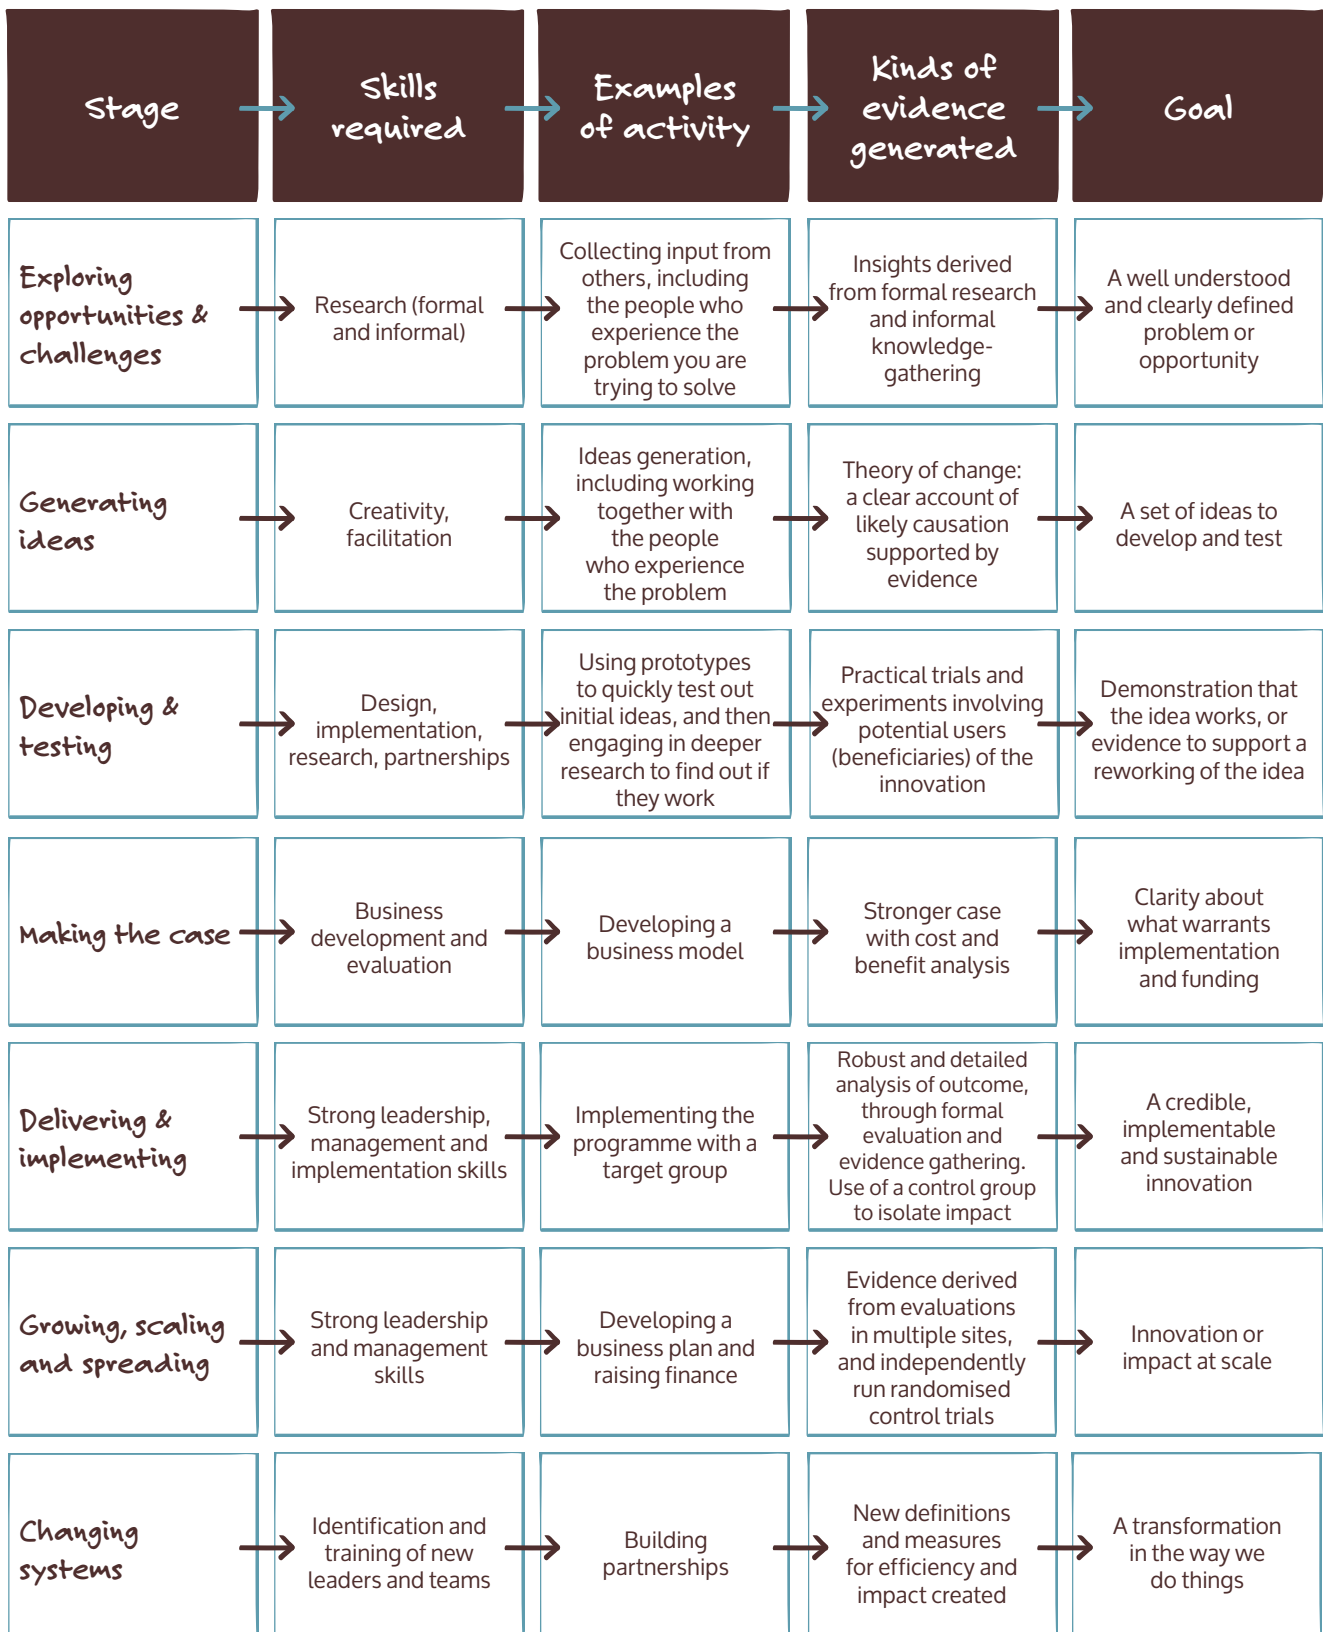 Stage
Skills
required
Examples
of activity
Kinds of
evidence
generated
Goal
Exploring
opportunities &
challenges
Research (formal
and informal)
Collecting input from
others, including
the people who
experience the
problem you are
trying to solve
Insights derived
from formal research
and informal
knowledge-
gathering
A well understood
and clearly defined
problem or
opportunity
Generating
ideas
Creativity,
facilitation
Ideas generation,
including working
together with
the people
who experience
the problem
Theory of change:
a clear account of
likely causation
supported by
evidence
A set of ideas to
develop and test
Developing &
testing
Design,
implementation,
research, partnerships
Using prototypes
to quickly test out
initial ideas, and then
engaging in deeper
research to find out if
they work
Practical trials and
experiments involving
potential users
(beneficiaries) of the
innovation
Demonstration that
the idea works, or
evidence to support a
reworking of the idea
Making the case
Business
development and
evaluation
Developing a
business model
Stronger case
with cost and
benefit analysis
Clarity about
what warrants
implementation
and funding
Delivering &
implementing
Strong leadership,
management and
implementation skills
Implementing the
programme with a
target group
Robust and detailed
analysis of outcome,
through formal
evaluation and
evidence gathering.
Use of a control group
to isolate impact
A credible,
implementable
and sustainable
innovation
Growing, scaling
and spreading
Strong leadership
and management
skills
Developing a
business plan and
raising finance
Evidence derived
from evaluations
in multiple sites,
and independently
run randomised
control trials
Innovation or
impact at scale
Changing
systems
Identification and
training of new
leaders and teams
Building
partnerships
New definitions
and measures
for efficiency and
impact created
A transformation
in the way we
do things